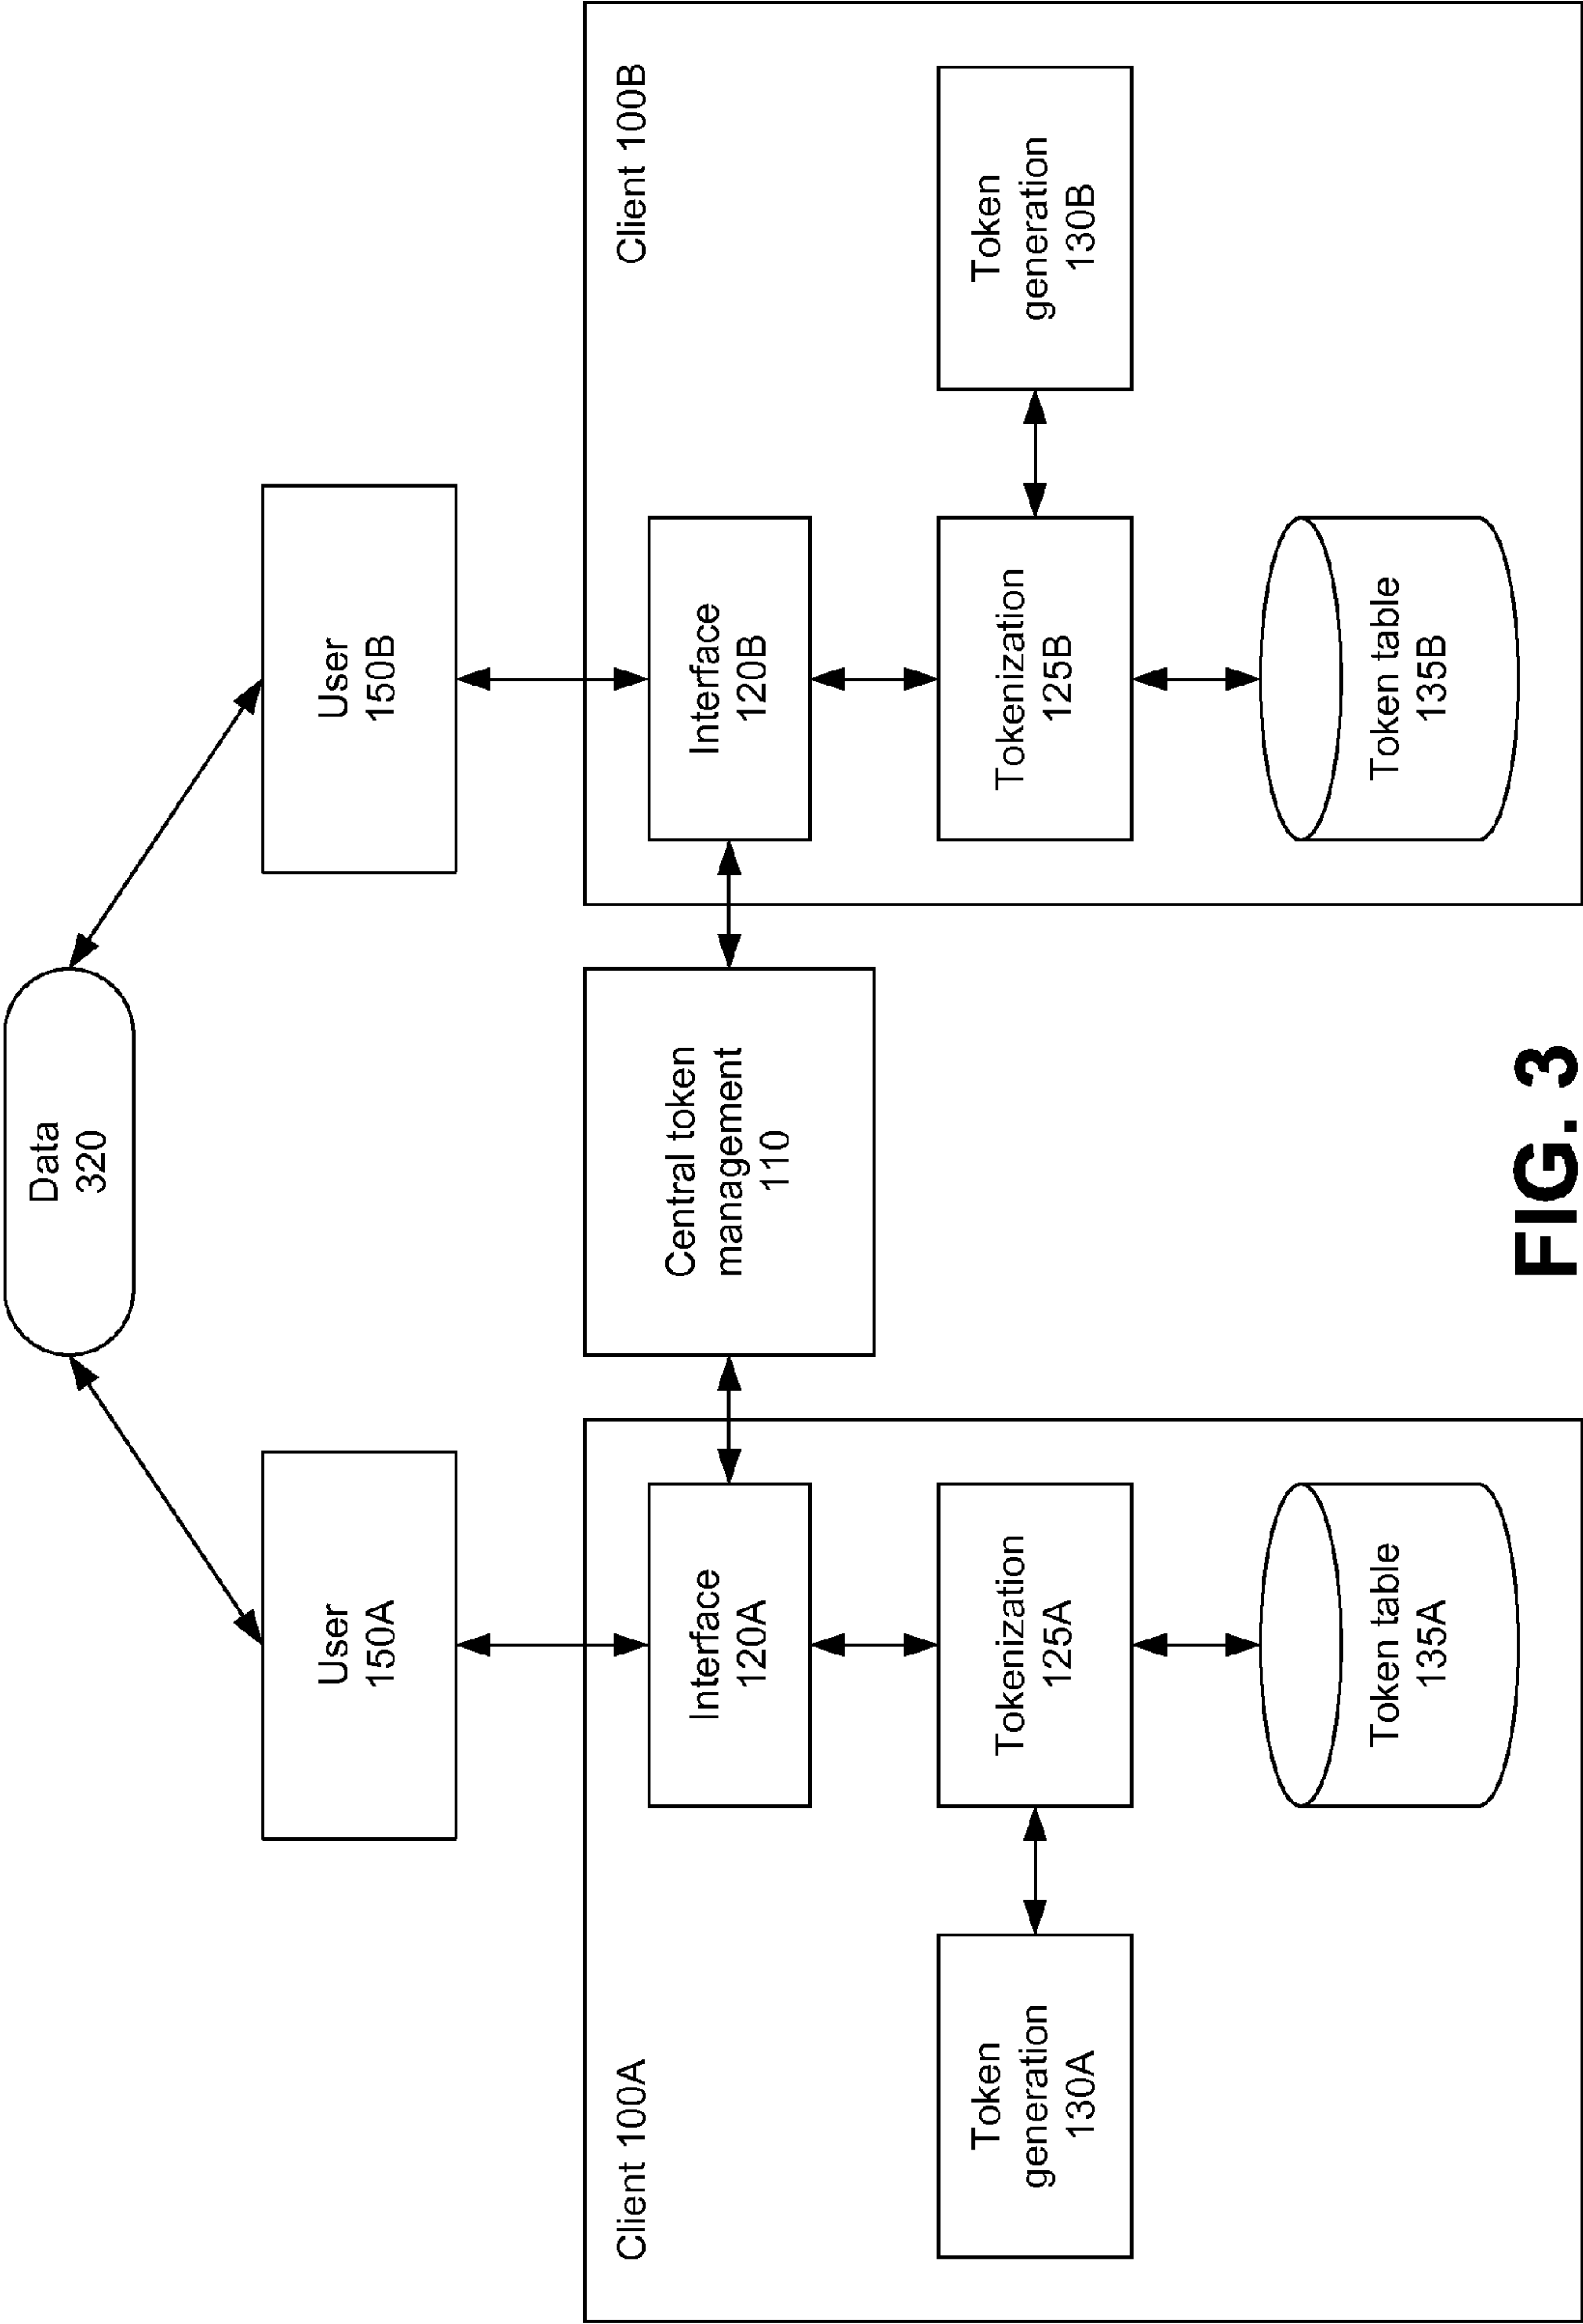 Data
320
User
150A
User
150B
Client 100A
Interface
120A
Central token
management
110
Interface
120B
Client 100B
Token
generation
130A
Tokenization
125A
Tokenization
125B
Token
generation
130B
Token table
135A
Token table
135B
FIG. 3